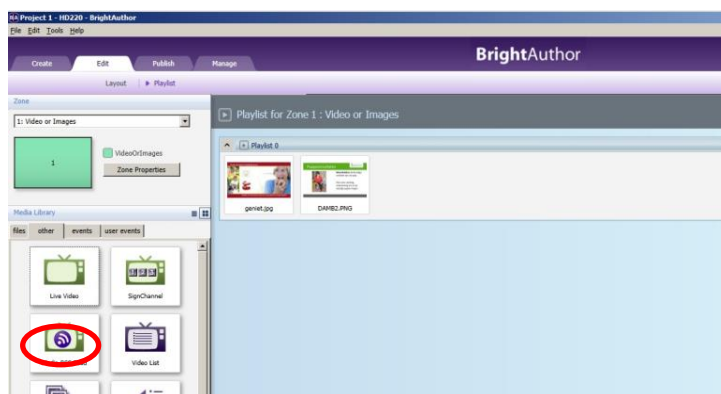 Project 1 - HD220 - BrightAuthor
File Edit Tools Help
BrightAuthor
Create Edit Publish Manage
Layout Playlist
Zone
1: Video or Images
1
VideoOrImages
Zone Properties
Playlist for Zone 1 : Video or Images
Playlist 0
geniet.jpg
DAMB2.PNG
Media Library
files other events user events
Live Video
SignChannel
Video List